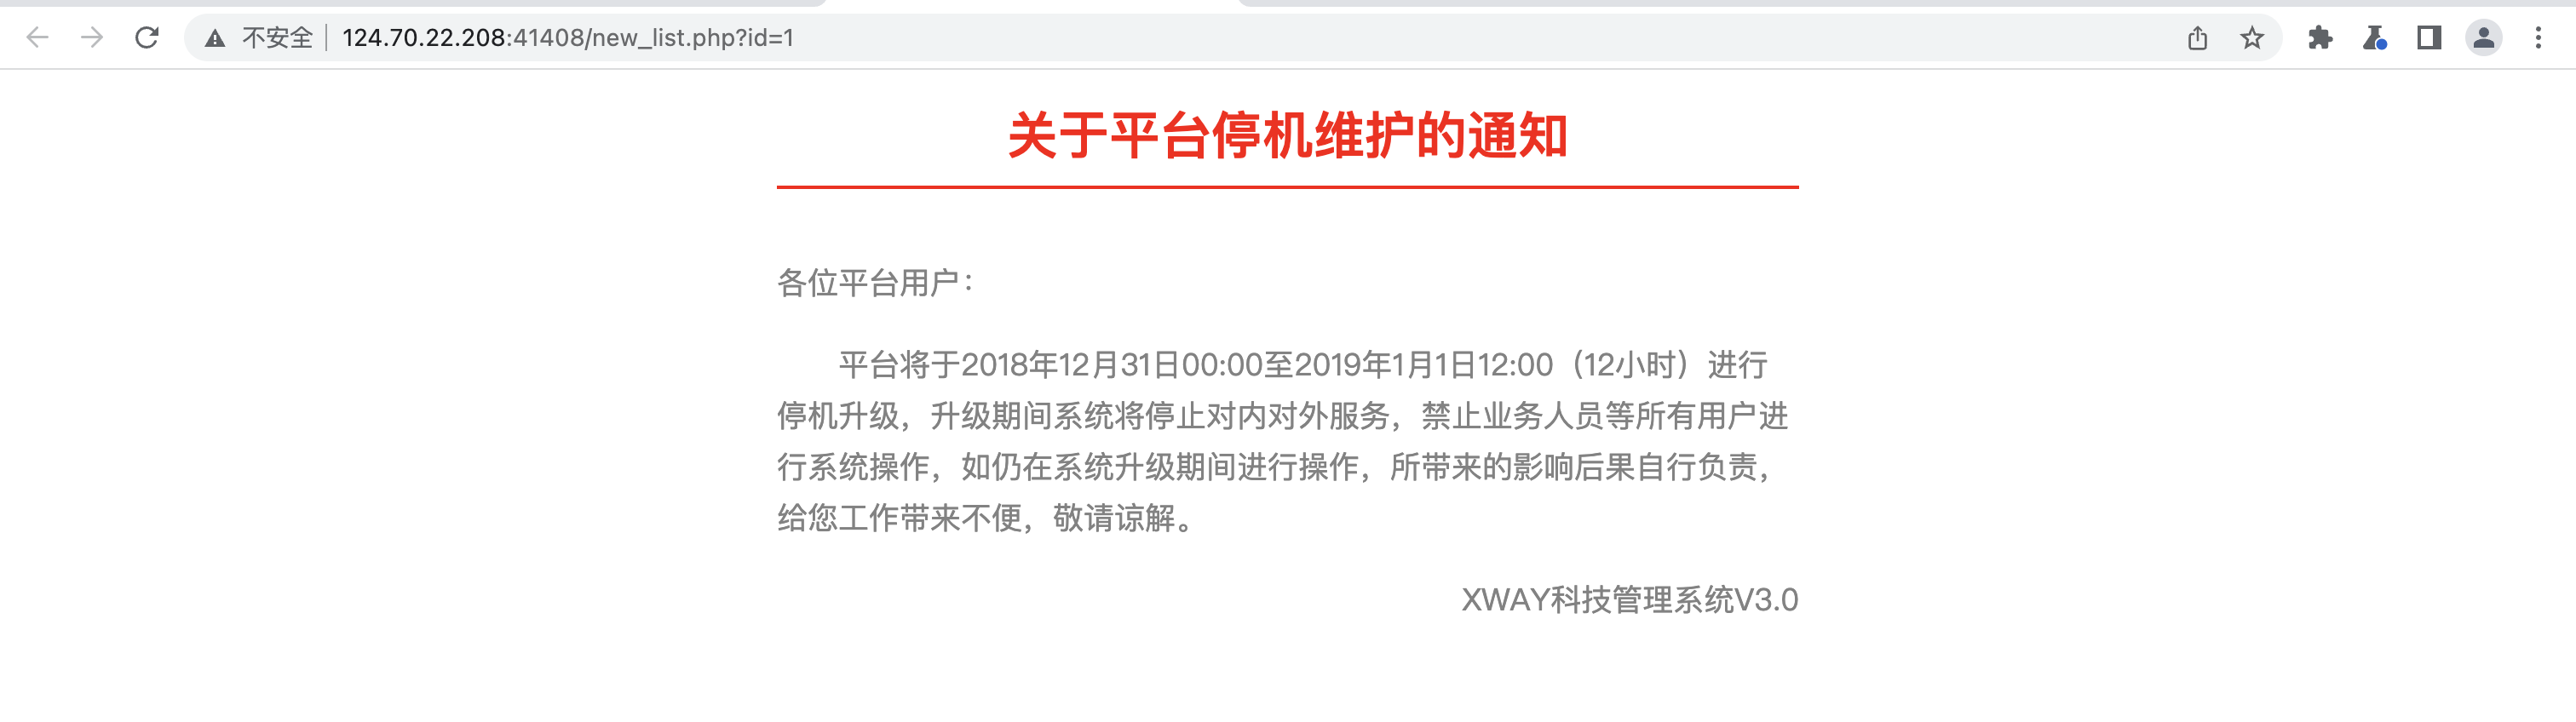 不安全 124.70.22.208:41408/new_list.php?id=1
关于平台停机维护的通知
各位平台用户：
平台将于2018年12月31日00:00至2019年1月1日12:00（12小时）进行
停机升级，升级期间系统将停止对内对外服务，禁止业务人员等所有用户进
行系统操作，如仍在系统升级期间进行操作，所带来的影响后果自行负责，
给您工作带来不便，敬请谅解。
XWAY科技管理系统V3.0